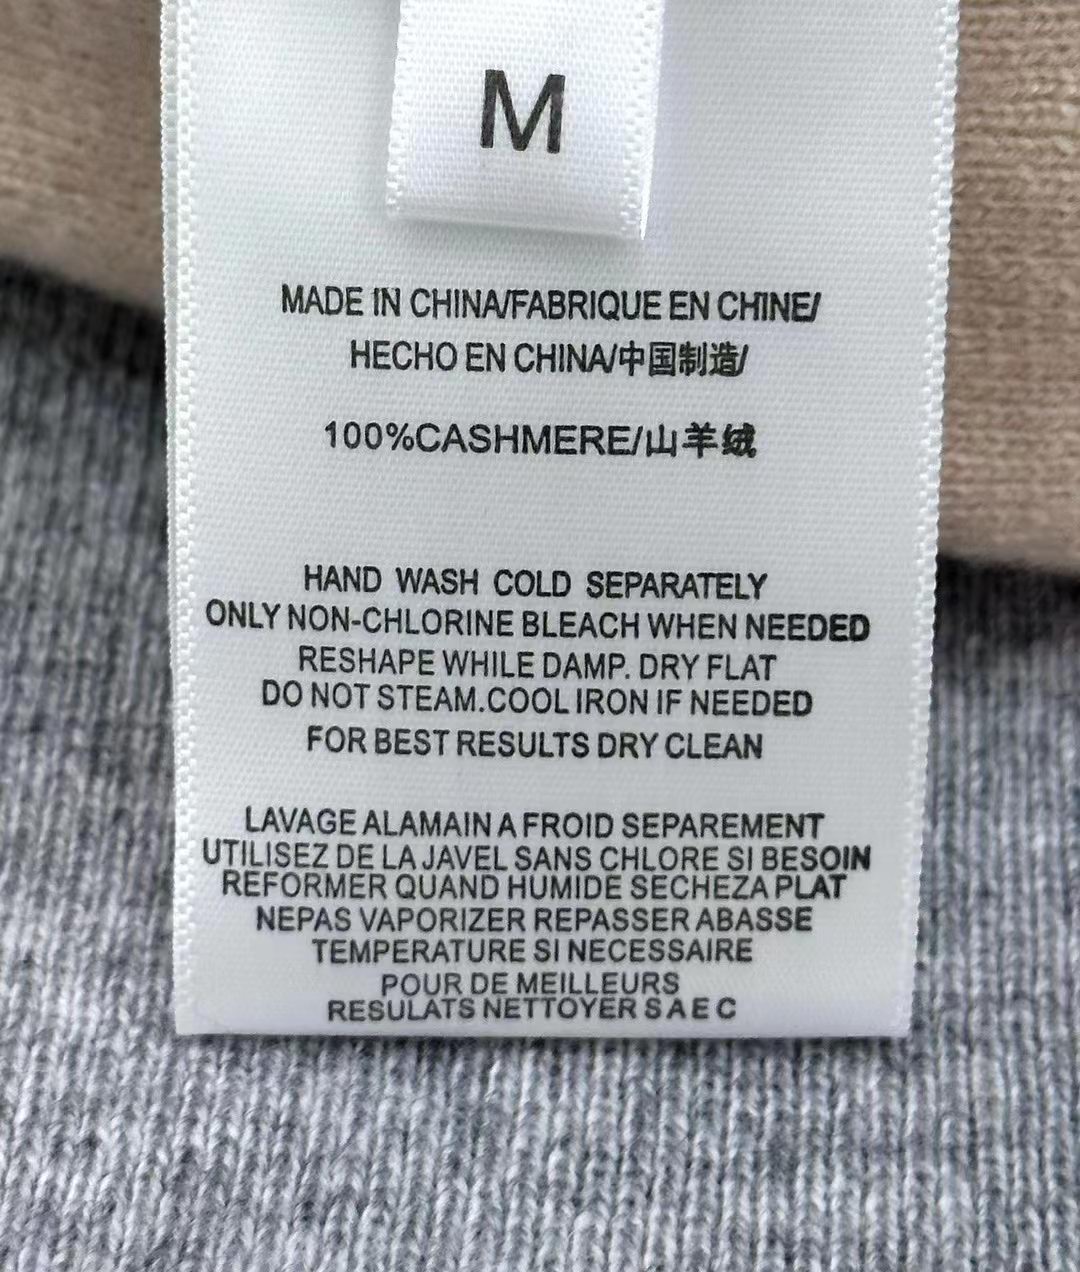 M
MADE IN CHINA/FABRIQUE EN CHINE/
HECHO EN CHINA/中国制造/
100%CASHMERE/山羊绒
HAND WASH COLD SEPARATELY
ONLY NON-CHLORINE BLEACH WHEN NEEDED
RESHAPE WHILE DAMP. DRY FLAT
DO NOT STEAM.COOL IRON IF NEEDED
FOR BEST RESULTS DRY CLEAN
LAVAGE ALAMAIN A FROID SEPAREMENT
UTILISEZ DE LA JAVEL SANS CHLORE SI BESOIN
REFORMER QUAND HUMIDE SECHEZA PLAT
NEPAS VAPORIZER REPASSER ABASSE
TEMPERATURE SI NECESSAIRE
POUR DE MEILLEURS
RESULATS NETTOYER S A E C